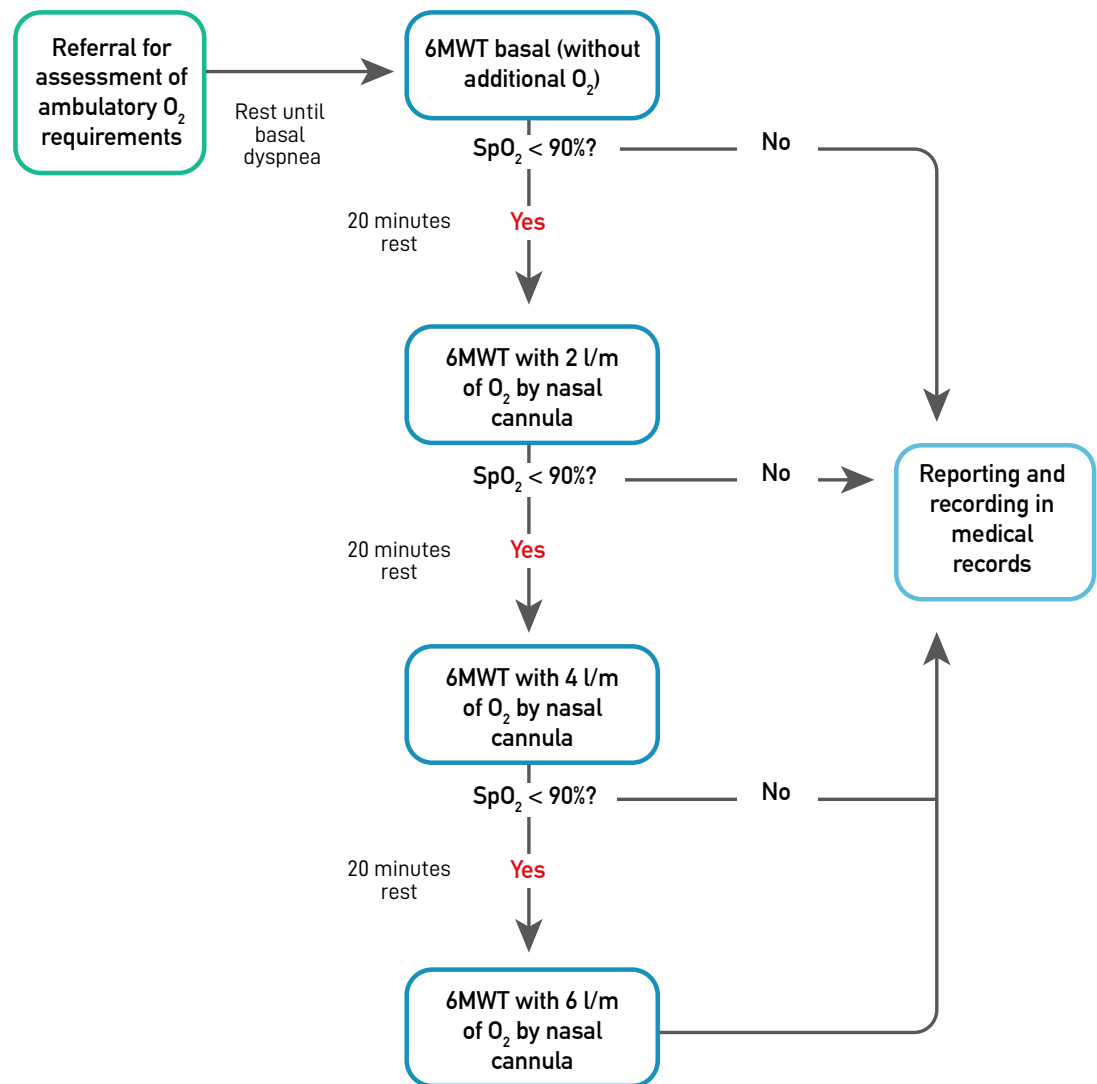 Referral for
assessment of
ambulatory O₂
requirements
Rest until
basal
dyspnea
6MWT basal (without
additional O₂)
SpO₂ < 90%?
No
20 minutes
rest
Yes
6MWT with 2 l/m
of O₂ by nasal
cannula
SpO₂ < 90%?
No
Reporting and
recording in
medical
records
20 minutes
rest
Yes
6MWT with 4 l/m
of O₂ by nasal
cannula
SpO₂ < 90%?
No
20 minutes
rest
Yes
6MWT with 6 l/m
of O₂ by nasal
cannula